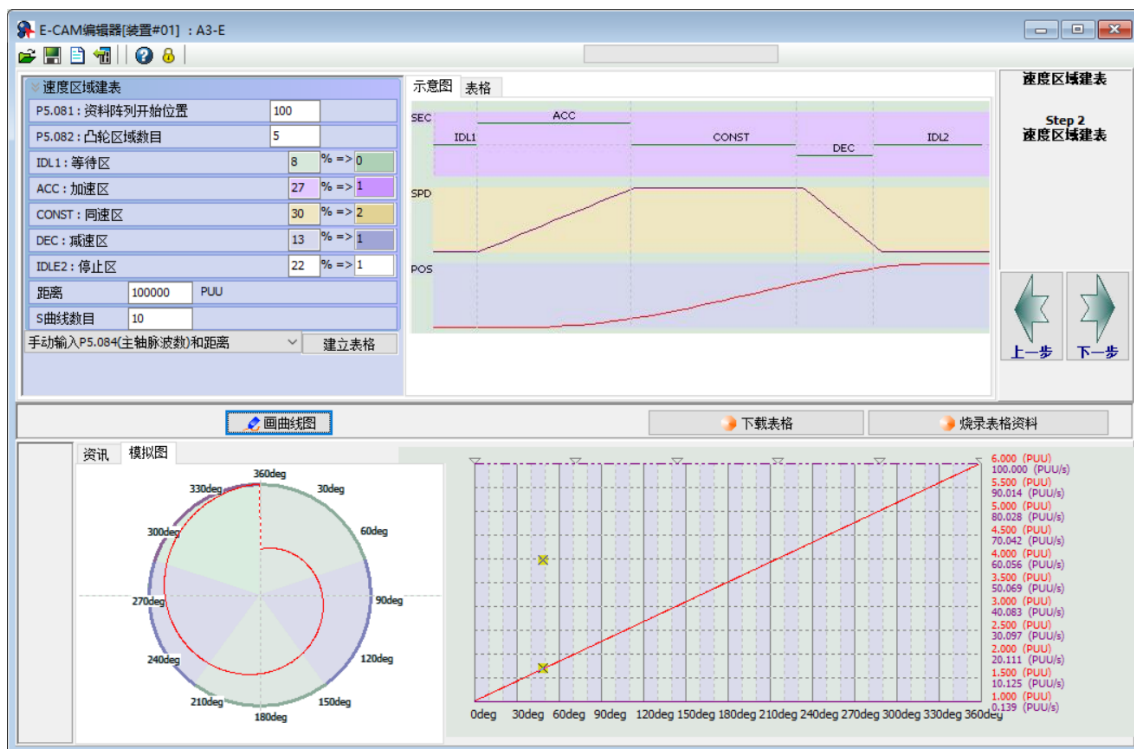 E-CAM编辑器[装置#01] : A3-E
速度区域建表
P5.081 : 资料阵列开始位置 100
P5.082 : 凸轮区域数目 5
IDL1 : 等待区 8 % => 0
ACC : 加速区 27 % => 1
CONST : 同速区 30 % => 2
DEC : 减速区 13 % => 1
IDLE2 : 停止区 22 % => 1
距离 100000 PUU
S曲线数目 10
手动输入P5.084(主轴脉波数)和距离 建立表格
示意图 表格
SEC IDL1 ACC CONST DEC IDL2
SPD
POS
速度区域建表
Step 2
速度区域建表
上一步 下一步
画曲线图 下载表格 烧录表格资料
资讯 模拟图
360deg
330deg 30deg
300deg 60deg
270deg 90deg
240deg 120deg
210deg 150deg
180deg
6.000 (PUU)
100.000 (PUU/s)
5.500 (PUU)
90.014 (PUU/s)
5.000 (PUU)
80.028 (PUU/s)
4.500 (PUU)
70.042 (PUU/s)
4.000 (PUU)
60.056 (PUU/s)
3.500 (PUU)
50.069 (PUU/s)
3.000 (PUU)
40.083 (PUU/s)
2.500 (PUU)
30.097 (PUU/s)
2.000 (PUU)
20.111 (PUU/s)
1.500 (PUU)
10.125 (PUU/s)
1.000 (PUU)
0.139 (PUU/s)
0deg 30deg 60deg 90deg 120deg 150deg 180deg 210deg 240deg 270deg 300deg 330deg 360deg